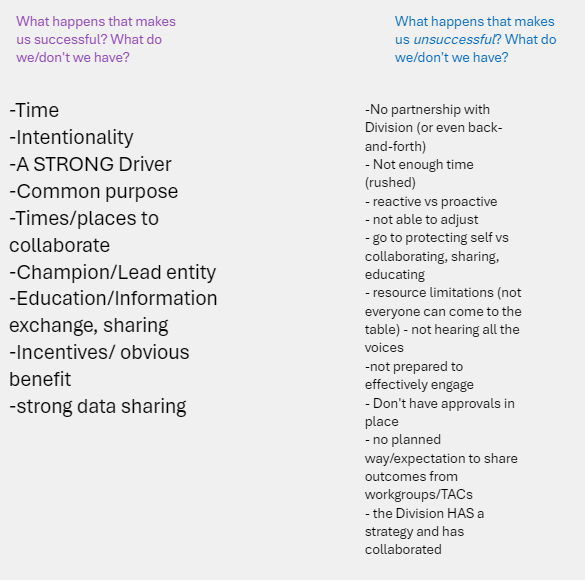 What happens that makes
us successful? What do
we/don't we have?
-Time
-Intentionality
-A STRONG Driver
-Common purpose
-Times/places to
collaborate
-Champion/Lead entity
-Education/Information
exchange, sharing
-Incentives/ obvious
benefit
-strong data sharing
What happens that makes
us unsuccessful? What do
we/don't we have?
-No partnership with
Division (or even back-
and-forth)
- Not enough time
(rushed)
- reactive vs proactive
- not able to adjust
- go to protecting self vs
collaborating, sharing,
educating
- resource limitations (not
everyone can come to the
table) - not hearing all the
voices
-not prepared to
effectively engage
- Don't have approvals in
place
- no planned
way/expectation to share
outcomes from
workgroups/TACs
- the Division HAS a
strategy and has
collaborated